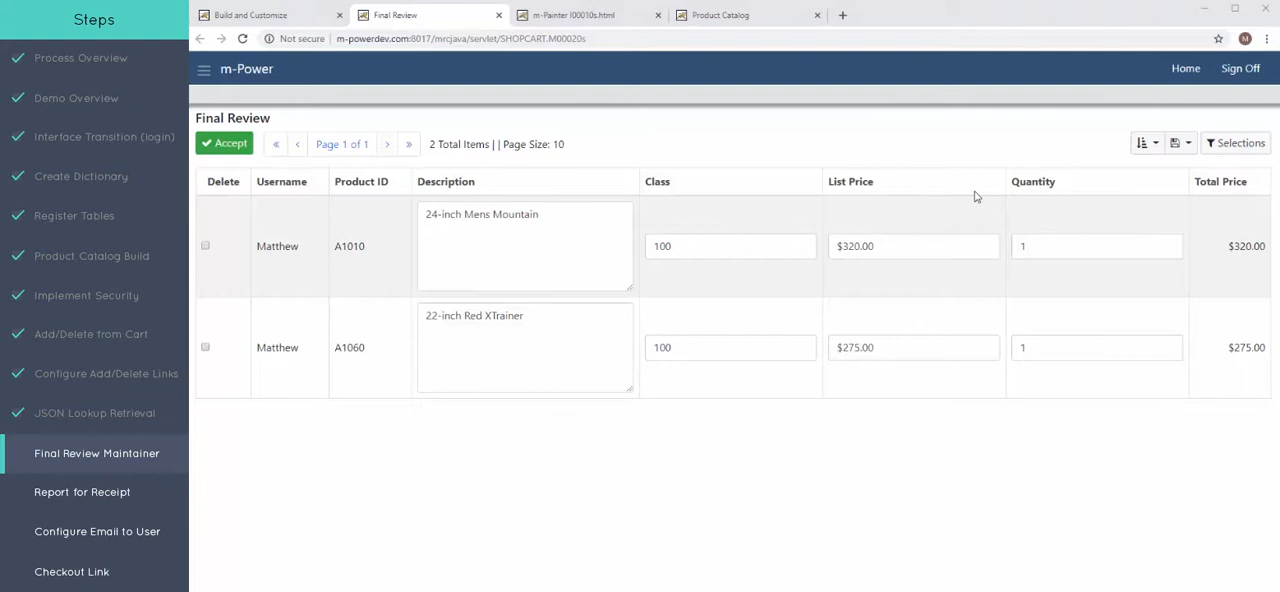 Steps
Process Overview
Demo Overview
Interface Transition (login)
Create Dictionary
Register Tables
Product Catalog Build
Implement Security
Add/Delete from Cart
Configure Add/Delete Links
JSON Lookup Retrieval
Final Review Maintainer
Report for Receipt
Configure Email to User
Checkout Link
Build and Customize
Final Review
m-Painter I00010s.html
Product Catalog
Not secure | m-powerdev.com:8017/mrcjava/servlet/SHOPCART.M00020s
M
m-Power
Home
Sign Off
Final Review
Accept « ‹ Page 1 of 1 › » 2 Total Items | | Page Size: 10 Selections
Delete Username Product ID Description Class List Price Quantity Total Price
Matthew A1010 24-inch Mens Mountain 100 $320.00 1 $320.00
Matthew A1060 22-inch Red XTrainer 100 $275.00 1 $275.00